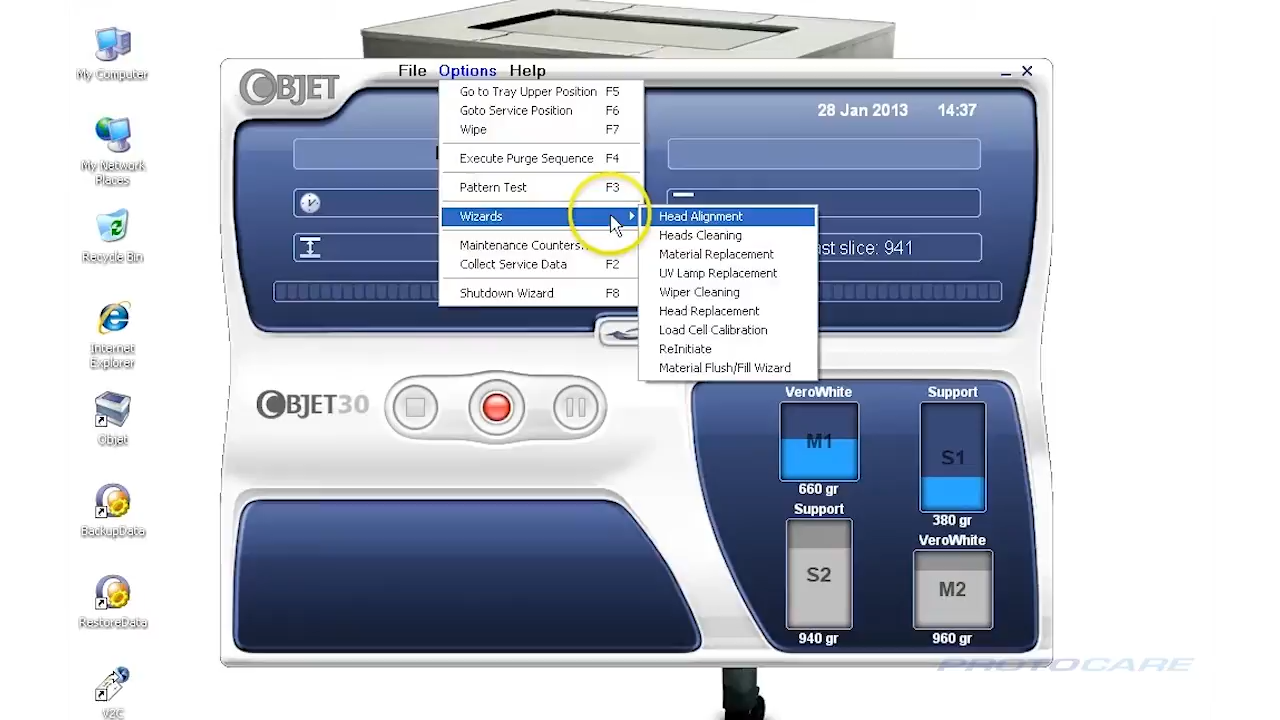 My Computer
My Network
Places
Recycle Bin
Internet
Explorer
Objet
BackupData
RestoreData
V2C
OBJET
File Options Help
28 Jan 2013 14:37
Go to Tray Upper Position F5
Goto Service Position F6
Wipe F7
Execute Purge Sequence F4
Pattern Test F3
Wizards
Maintenance Counters...
Collect Service Data F2
Shutdown Wizard F8
Head Alignment
Heads Cleaning
Material Replacement
UV Lamp Replacement
Wiper Cleaning
Head Replacement
Load Cell Calibration
ReInitiate
Material Flush/Fill Wizard
slice: 941
OBJET30
VeroWhite
M1
660 gr
Support
S1
380 gr
Support
S2
940 gr
VeroWhite
M2
960 gr
PROTOCARE